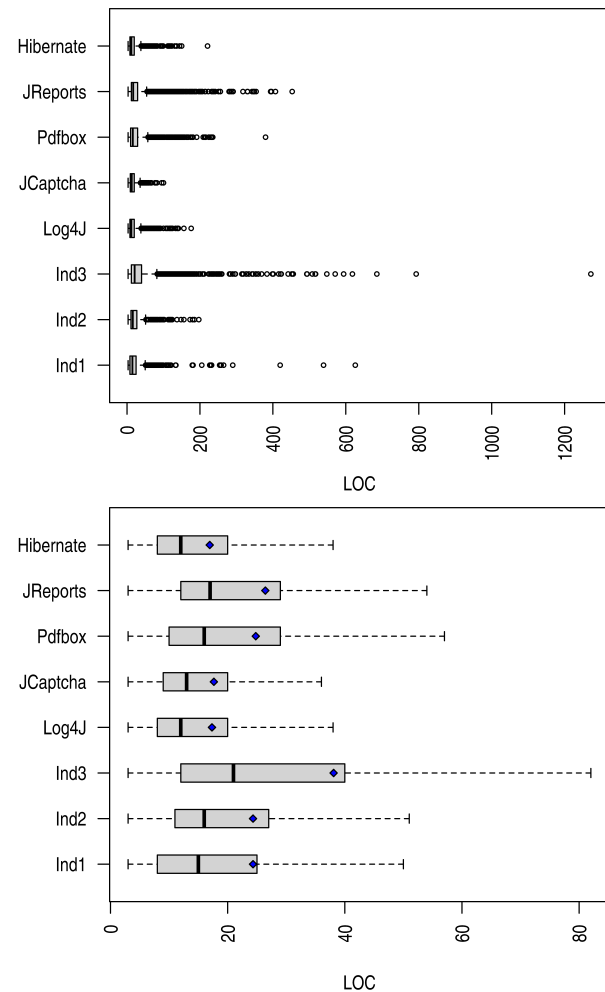 Hibernate
JReports
Pdfbox
JCaptcha
Log4J
Ind3
Ind2
Ind1
0 200 400 600 800 1000 1200
LOC
Hibernate
JReports
Pdfbox
JCaptcha
Log4J
Ind3
Ind2
Ind1
0 20 40 60 80
LOC